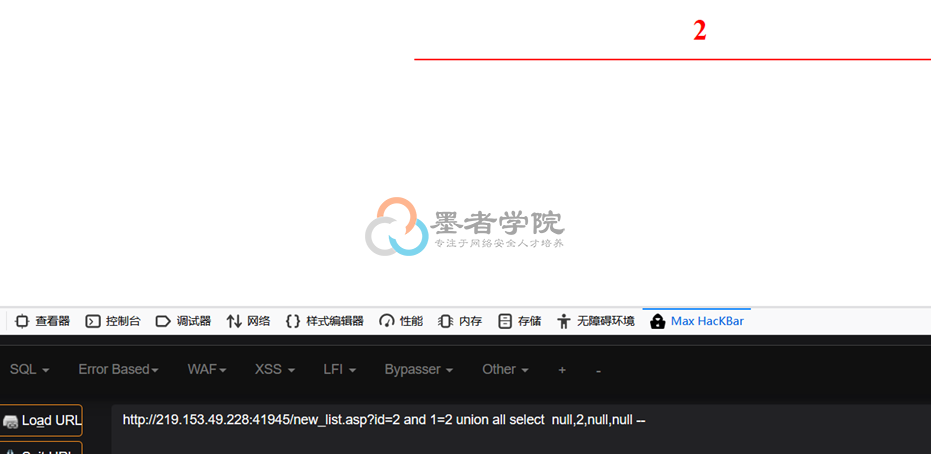 2
墨者学院
专注于网络安全人才培养
查看器 控制台 调试器 网络 样式编辑器 性能 内存 存储 无障碍环境 Max HacKBar
SQL Error Based WAF XSS LFI Bypasser Other + -
Load URL
http://219.153.49.228:41945/new_list.asp?id=2 and 1=2 union all select  null,2,null,null --